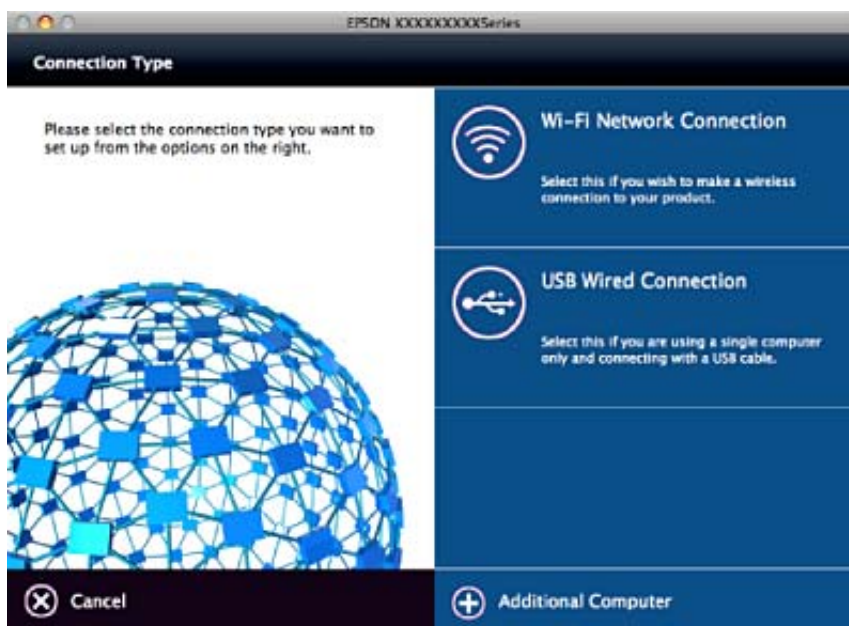 EPSON XXXXXXXXXSeries
Connection Type
Please select the connection type you want to
set up from the options on the right.
Wi-Fi Network Connection
Select this if you wish to make a wireless
connection to your product.
USB Wired Connection
Select this if you are using a single computer
only and connecting with a USB cable.
Cancel
Additional Computer